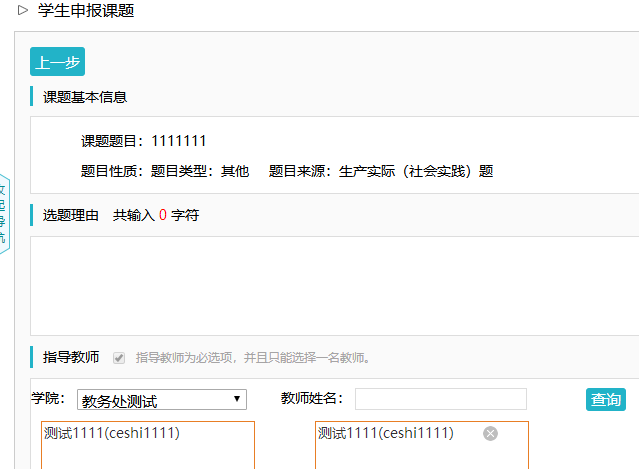 学生申报课题
上一步
课题基本信息
课题题目：1111111
题目性质：题目类型：其他 题目来源：生产实际（社会实践）题
选题理由 共输入 0 字符
指导教师 指导教师为必选项，并且只能选择一名教师。
学院： 教务处测试 教师姓名： 查询
测试1111(ceshi1111) 测试1111(ceshi1111)